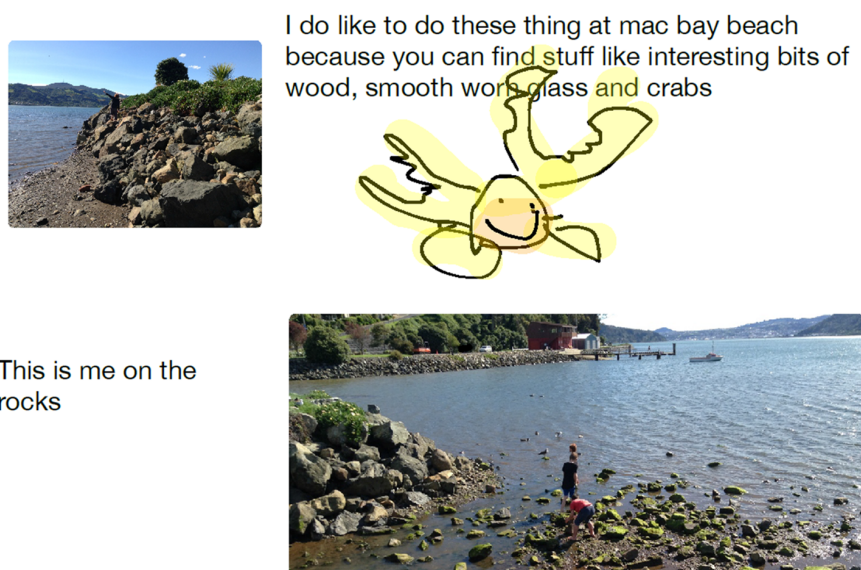 I do like to do these thing at mac bay beach
because you can find stuff like interesting bits of
wood, smooth worn glass and crabs
This is me on the
rocks